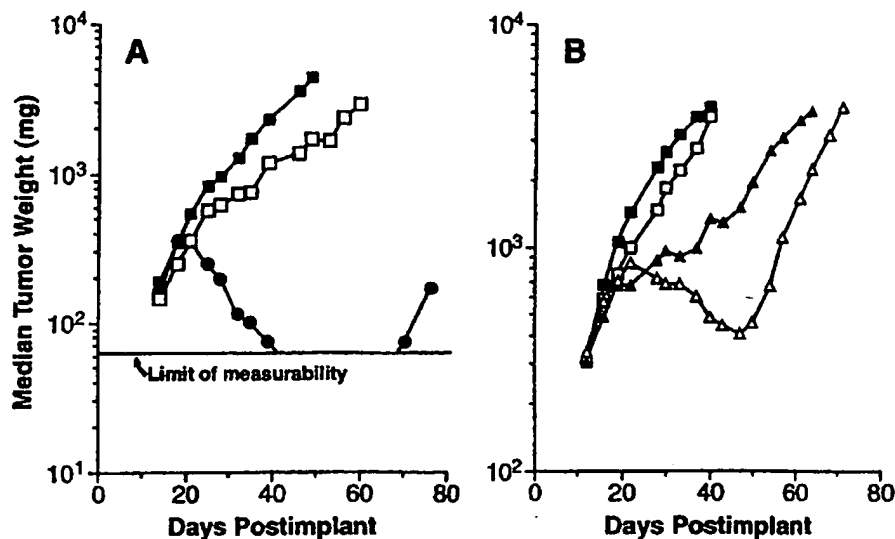 A
B
Median Tumor Weight (mg)
10⁴
10³
10²
10¹
Limit of measurability
0 20 40 60 80
Days Postimplant
10⁴
10³
10²
0 20 40 60 80
Days Postimplant